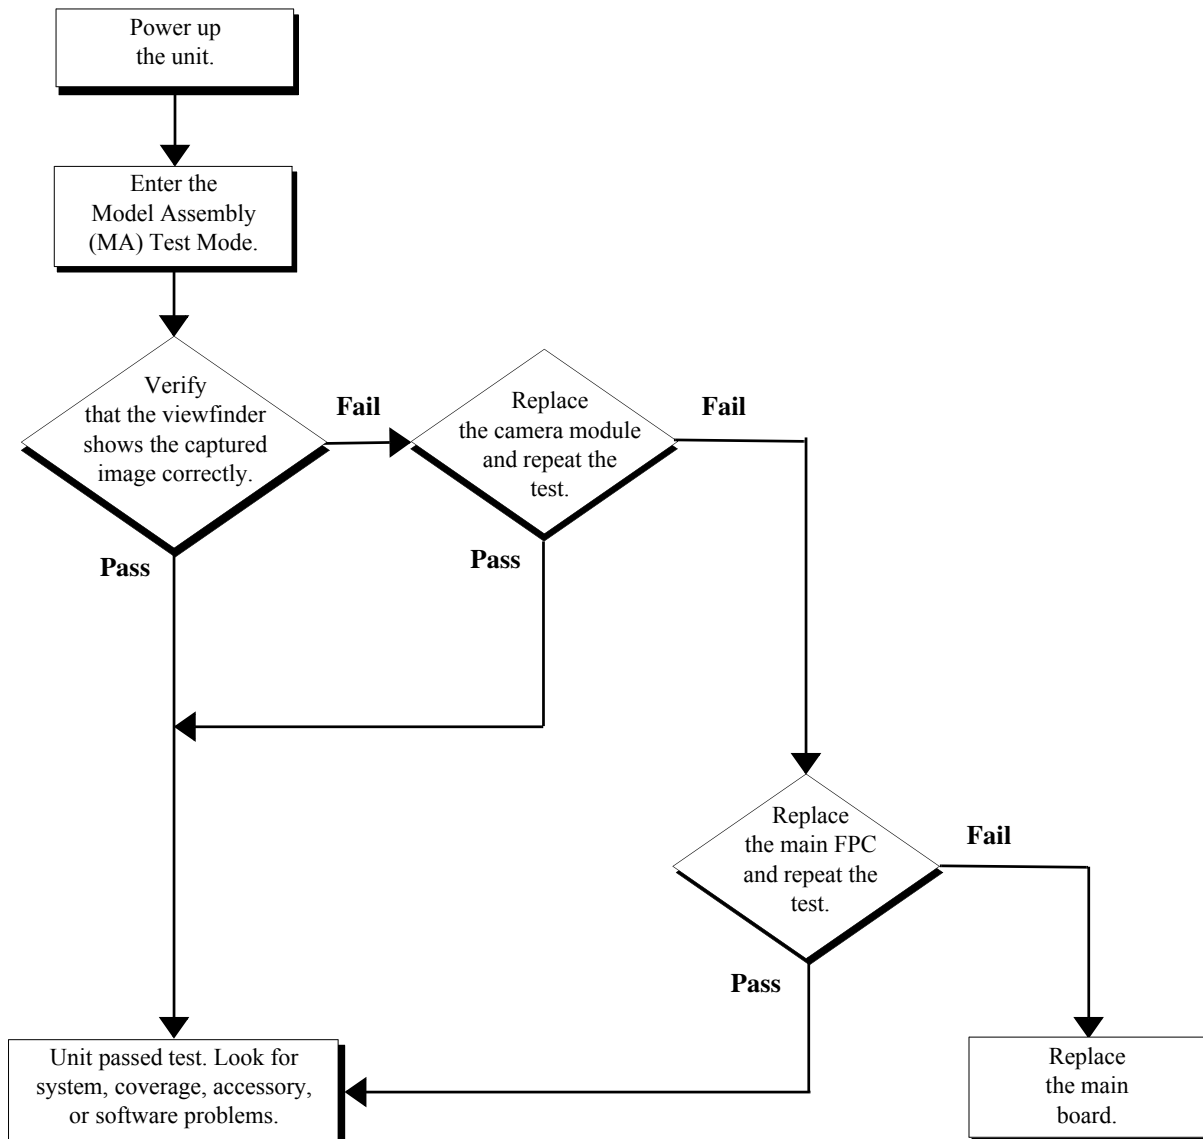 Power up
the unit.
Enter the
Model Assembly
(MA) Test Mode.
Verify
that the viewfinder
shows the captured
image correctly.
Fail
Pass
Replace
the camera module
and repeat the
test.
Fail
Pass
Replace
the main FPC
and repeat the
test.
Fail
Pass
Unit passed test. Look for
system, coverage, accessory,
or software problems.
Replace
the main
board.